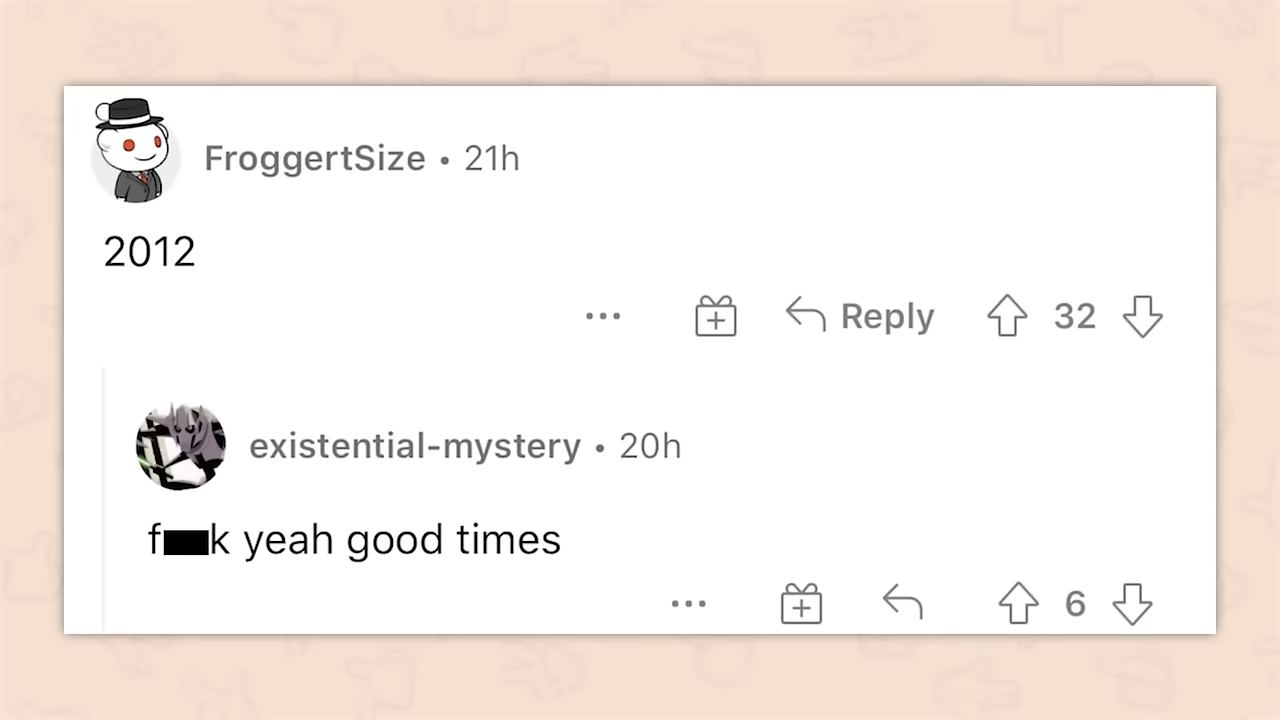 FroggertSize • 21h
2012
Reply 32
existential-mystery • 20h
f██k yeah good times
6